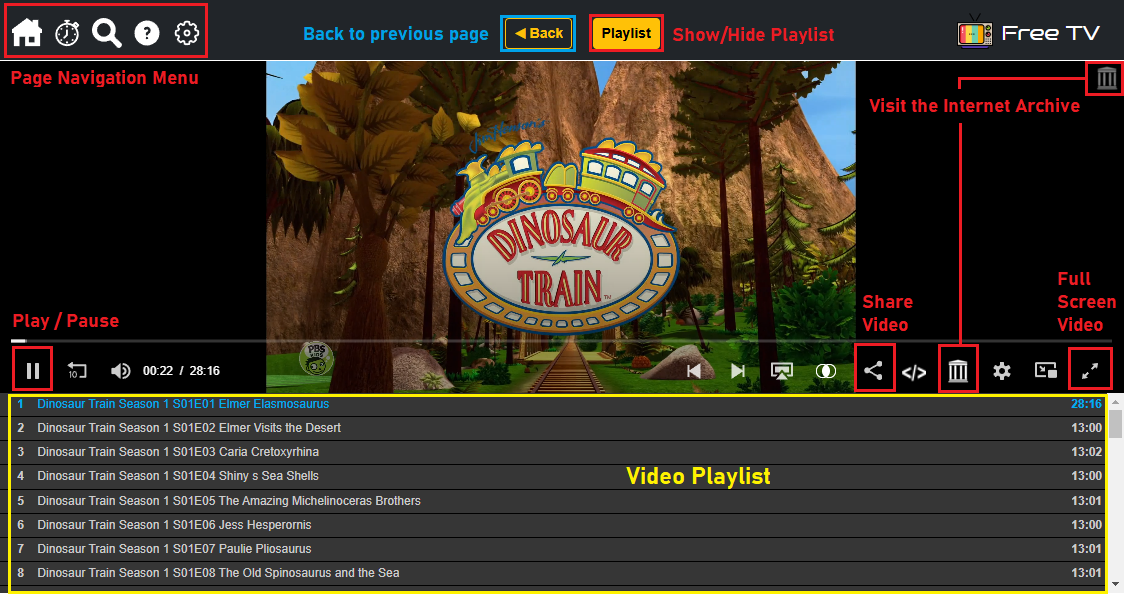 ?
Back to previous page
◀ Back
Playlist
Show/Hide Playlist
Free TV
Page Navigation Menu
Visit the Internet Archive
Jim Henson's
DINOSAUR
TRAIN™
Share
Video
Full
Screen
Video
Play / Pause
PBS
KIDS
10
00:22 / 28:16
</>
1 Dinosaur Train Season 1 S01E01 Elmer Elasmosaurus 28:16
2 Dinosaur Train Season 1 S01E02 Elmer Visits the Desert 13:00
3 Dinosaur Train Season 1 S01E03 Caria Cretoxyrhina 13:02
4 Dinosaur Train Season 1 S01E04 Shiny s Sea Shells 13:00
Video Playlist
5 Dinosaur Train Season 1 S01E05 The Amazing Michelinoceras Brothers 13:01
6 Dinosaur Train Season 1 S01E06 Jess Hesperornis 13:00
7 Dinosaur Train Season 1 S01E07 Paulie Pliosaurus 13:01
8 Dinosaur Train Season 1 S01E08 The Old Spinosaurus and the Sea 13:01